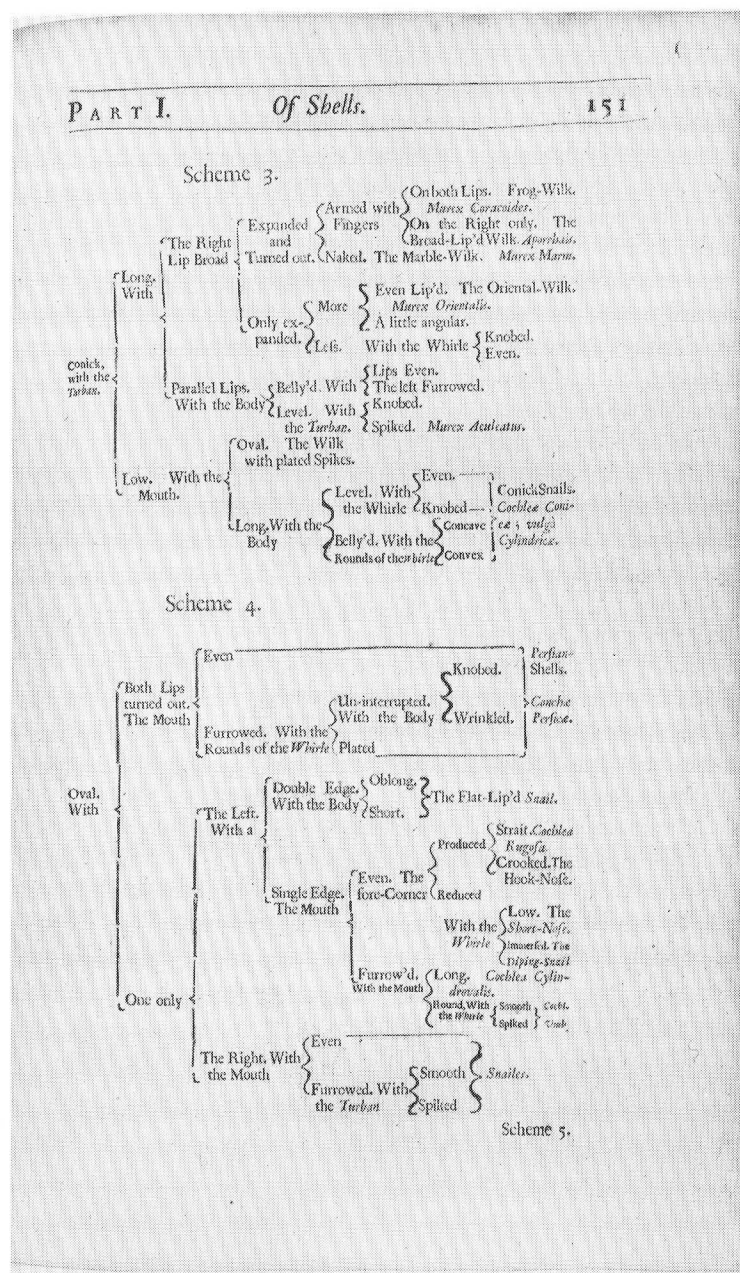 PART I. Of Shells. 151
Scheme 3.
Conick, with the Turban.
Long. With
The Right Lip Broad
Expanded and Turned out.
Armed with Fingers
On both Lips. Frog-Wilk.
Murex Coracoides.
On the Right only. The
Broad-Lip'd Wilk. Aporrhais.
Naked. The Marble-Wilk. Murex Marm.
Only ex-
panded.
More
Even Lip'd. The Oriental-Wilk.
Murex Orientalis.
A little angular.
Less. With the Whirle
Knobed.
Even.
Parallel Lips.
With the Body
Belly'd. With
Lips Even.
The left Furrowed.
Level. With
the Turban.
Knobed.
Spiked. Murex Aculeatus.
Low. With the
Mouth.
Oval. The Wilk
with plated Spikes.
Long. With the
Body
Level. With
the Whirle
Even.
Knobed
Belly'd. With the
Rounds of the Whirle
Concave
Convex
Conick Snails.
Cochleæ Coni-
cæ; vulgò
Cylindricæ.
Scheme 4.
Oval.
With
Both Lips
turned out.
The Mouth
Even
Furrowed. With the
Rounds of the Whirle
Un-interrupted.
With the Body
Knobed.
Wrinkled.
Plated
Persian-
Shells.
Conchæ
Persicæ.
One only
The Left.
With a
Double Edge.
With the Body
Oblong.
Short.
The Flat-Lip'd Snail.
Single Edge.
The Mouth
Even. The
fore-Corner
Produced
Strait. Cochlea
Rugosa.
Crooked. The
Hook-Nose.
Reduced
With the
Whirle
Low. The
Short-Nose.
Immersed. The
Diping-Snail
Furrow'd.
With the Mouth
Long. Cochlea Cylin-
drovalis.
Round, With
the Whirle
Smooth
Spiked
Cochl.
Umb.
The Right. With
the Mouth
Even
Furrowed. With
the Turban
Smooth
Spiked
Snailes.
Scheme 5.